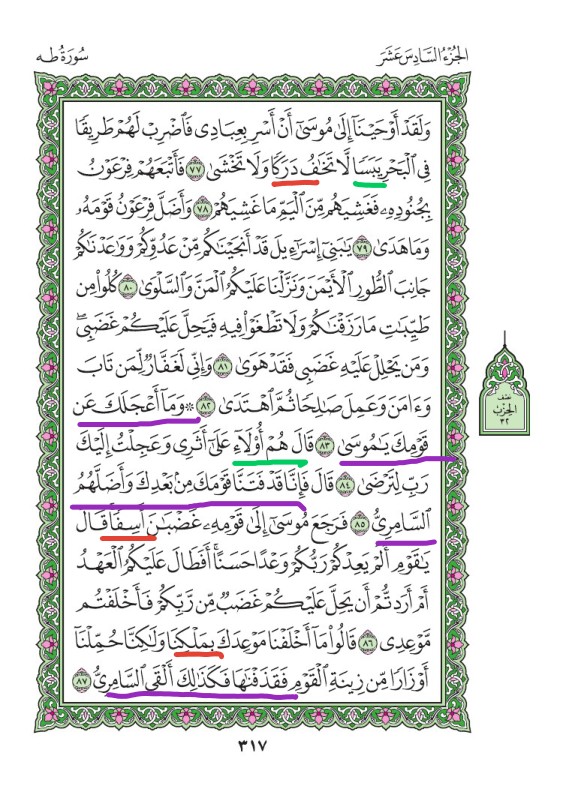 الجُزْءُ السَّادِسَ عَشَرَ
سُورَةُ طه
وَلَقَدْ أَوْحَيْنَآ إِلَىٰ مُوسَىٰٓ أَنْ أَسْرِ بِعِبَادِى فَٱضْرِبْ لَهُمْ طَرِيقًا
فِى ٱلْبَحْرِ يَبَسًا لَّا تَخَٰفُ دَرَكًا وَلَا تَخْشَىٰ ٧٧ فَأَتْبَعَهُمْ فِرْعَوْنُ
بِجُنُودِهِۦ فَغَشِيَهُم مِّنَ ٱلْيَمِّ مَا غَشِيَهُمْ ٧٨ وَأَضَلَّ فِرْعَوْنُ قَوْمَهُۥ
وَمَا هَدَىٰ ٧٩ يَٰبَنِىٓ إِسْرَٰٓءِيلَ قَدْ أَنجَيْنَٰكُم مِّنْ عَدُوِّكُمْ وَوَٰعَدْنَٰكُمْ
جَانِبَ ٱلطُّورِ ٱلْأَيْمَنَ وَنَزَّلْنَا عَلَيْكُمُ ٱلْمَنَّ وَٱلسَّلْوَىٰ ٨٠ كُلُوا۟ مِن
طَيِّبَٰتِ مَا رَزَقْنَٰكُمْ وَلَا تَطْغَوْا۟ فِيهِ فَيَحِلَّ عَلَيْكُمْ غَضَبِىۖ
وَمَن يَحْلِلْ عَلَيْهِ غَضَبِى فَقَدْ هَوَىٰ ٨١ وَإِنِّى لَغَفَّارٌ لِّمَن تَابَ
وَءَامَنَ وَعَمِلَ صَٰلِحًا ثُمَّ ٱهْتَدَىٰ ٨٢ ۞ وَمَآ أَعْجَلَكَ عَن
قَوْمِكَ يَٰمُوسَىٰ ٨٣ قَالَ هُمْ أُو۟لَآءِ عَلَىٰٓ أَثَرِى وَعَجِلْتُ إِلَيْكَ
رَبِّ لِتَرْضَىٰ ٨٤ قَالَ فَإِنَّا قَدْ فَتَنَّا قَوْمَكَ مِنۢ بَعْدِكَ وَأَضَلَّهُمُ
ٱلسَّامِرِىُّ ٨٥ فَرَجَعَ مُوسَىٰٓ إِلَىٰ قَوْمِهِۦ غَضْبَٰنَ أَسِفًا قَالَ
يَٰقَوْمِ أَلَمْ يَعِدْكُمْ رَبُّكُمْ وَعْدًا حَسَنًاۚ أَفَطَالَ عَلَيْكُمُ ٱلْعَهْدُ
أَمْ أَرَدتُّمْ أَن يَحِلَّ عَلَيْكُمْ غَضَبٌ مِّن رَّبِّكُمْ فَأَخْلَفْتُم
مَّوْعِدِى ٨٦ قَالُوا۟ مَآ أَخْلَفْنَا مَوْعِدَكَ بِمَلْكِنَا وَلَٰكِنَّا حُمِّلْنَآ
أَوْزَارًا مِّن زِينَةِ ٱلْقَوْمِ فَقَذَفْنَٰهَا فَكَذَٰلِكَ أَلْقَى ٱلسَّامِرِىُّ ٨٧
نصف
الحِزْب
٣٢
٣١٧